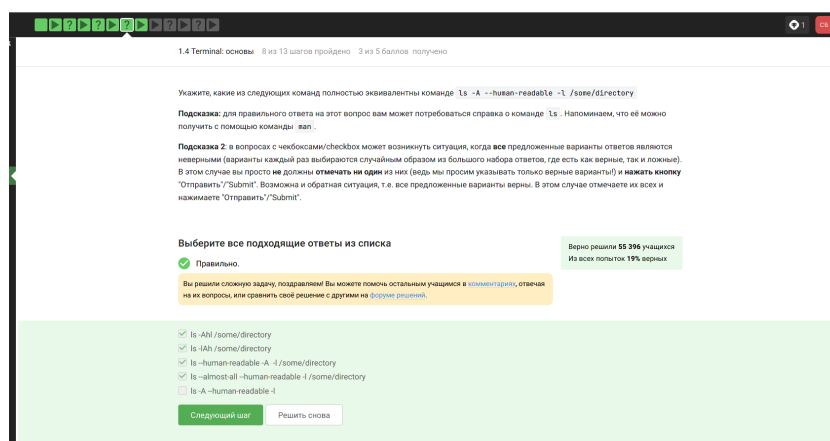 1
СБ
1.4 Terminal: основы 8 из 13 шагов пройдено 3 из 5 баллов получено
Укажите, какие из следующих команд полностью эквивалентны команде ls -A --human-readable -l /some/directory
Подсказка: для правильного ответа на этот вопрос вам может потребоваться справка о команде ls . Напоминаем, что её можно
получить с помощью команды man .
Подсказка 2: в вопросах с чекбоксами/checkbox может возникнуть ситуация, когда все предложенные варианты ответов являются
неверными (варианты каждый раз выбираются случайным образом из большого набора ответов, где есть как верные, так и ложные).
В этом случае вы просто не должны отмечать ни один из них (ведь мы просим указывать только верные варианты!) и нажать кнопку
"Отправить"/"Submit". Возможна и обратная ситуация, т.е. все предложенные варианты верны. В этом случае отмечаете их всех и
нажимаете "Отправить"/"Submit".
Выберите все подходящие ответы из списка
Верно решили 55 396 учащихся
Из всех попыток 19% верных
Правильно.
Вы решили сложную задачу, поздравляем! Вы можете помочь остальным учащимся в комментариях, отвечая
на их вопросы, или сравнить своё решение с другими на форуме решений.
ls -Ahl /some/directory
ls -lAh /some/directory
ls --human-readable -A -l /some/directory
ls --almost-all --human-readable -l /some/directory
ls -A --human-readable -l
Следующий шаг
Решить снова